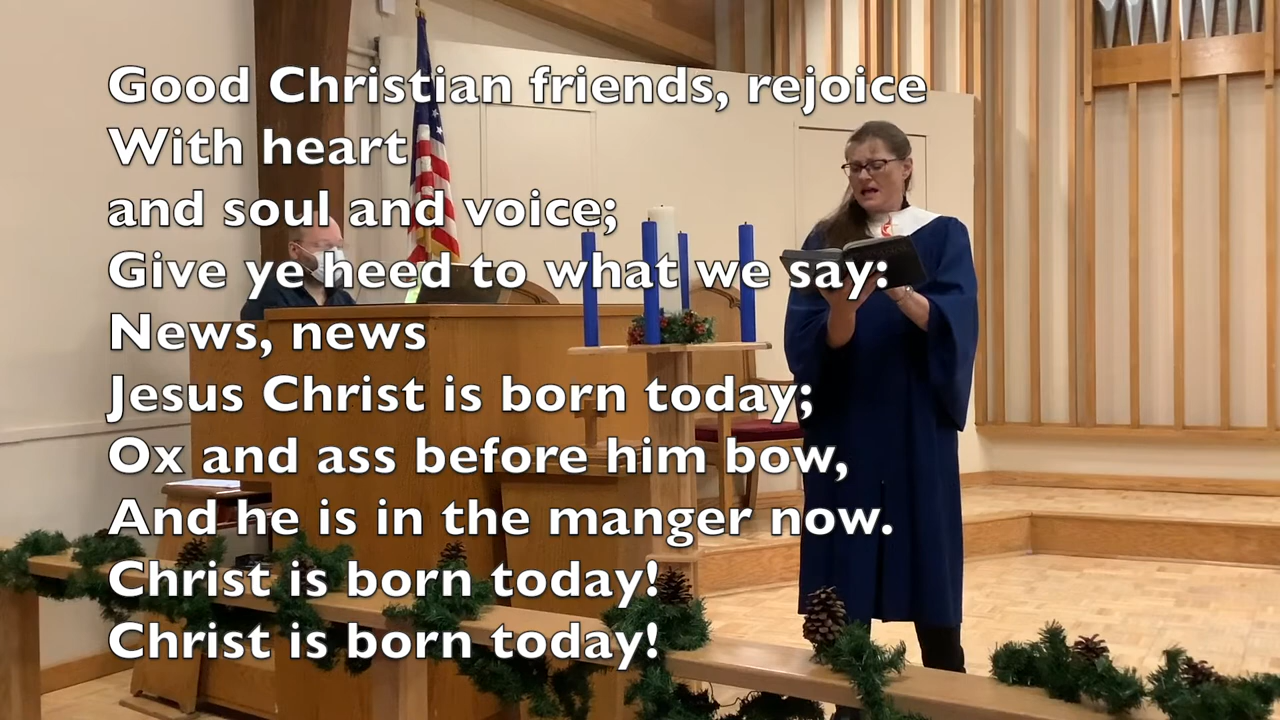 Good Christian friends, rejoice
With heart
and soul and voice;
Give ye heed to what we say:
News, news
Jesus Christ is born today;
Ox and ass before him bow,
And he is in the manger now.
Christ is born today!
Christ is born today!